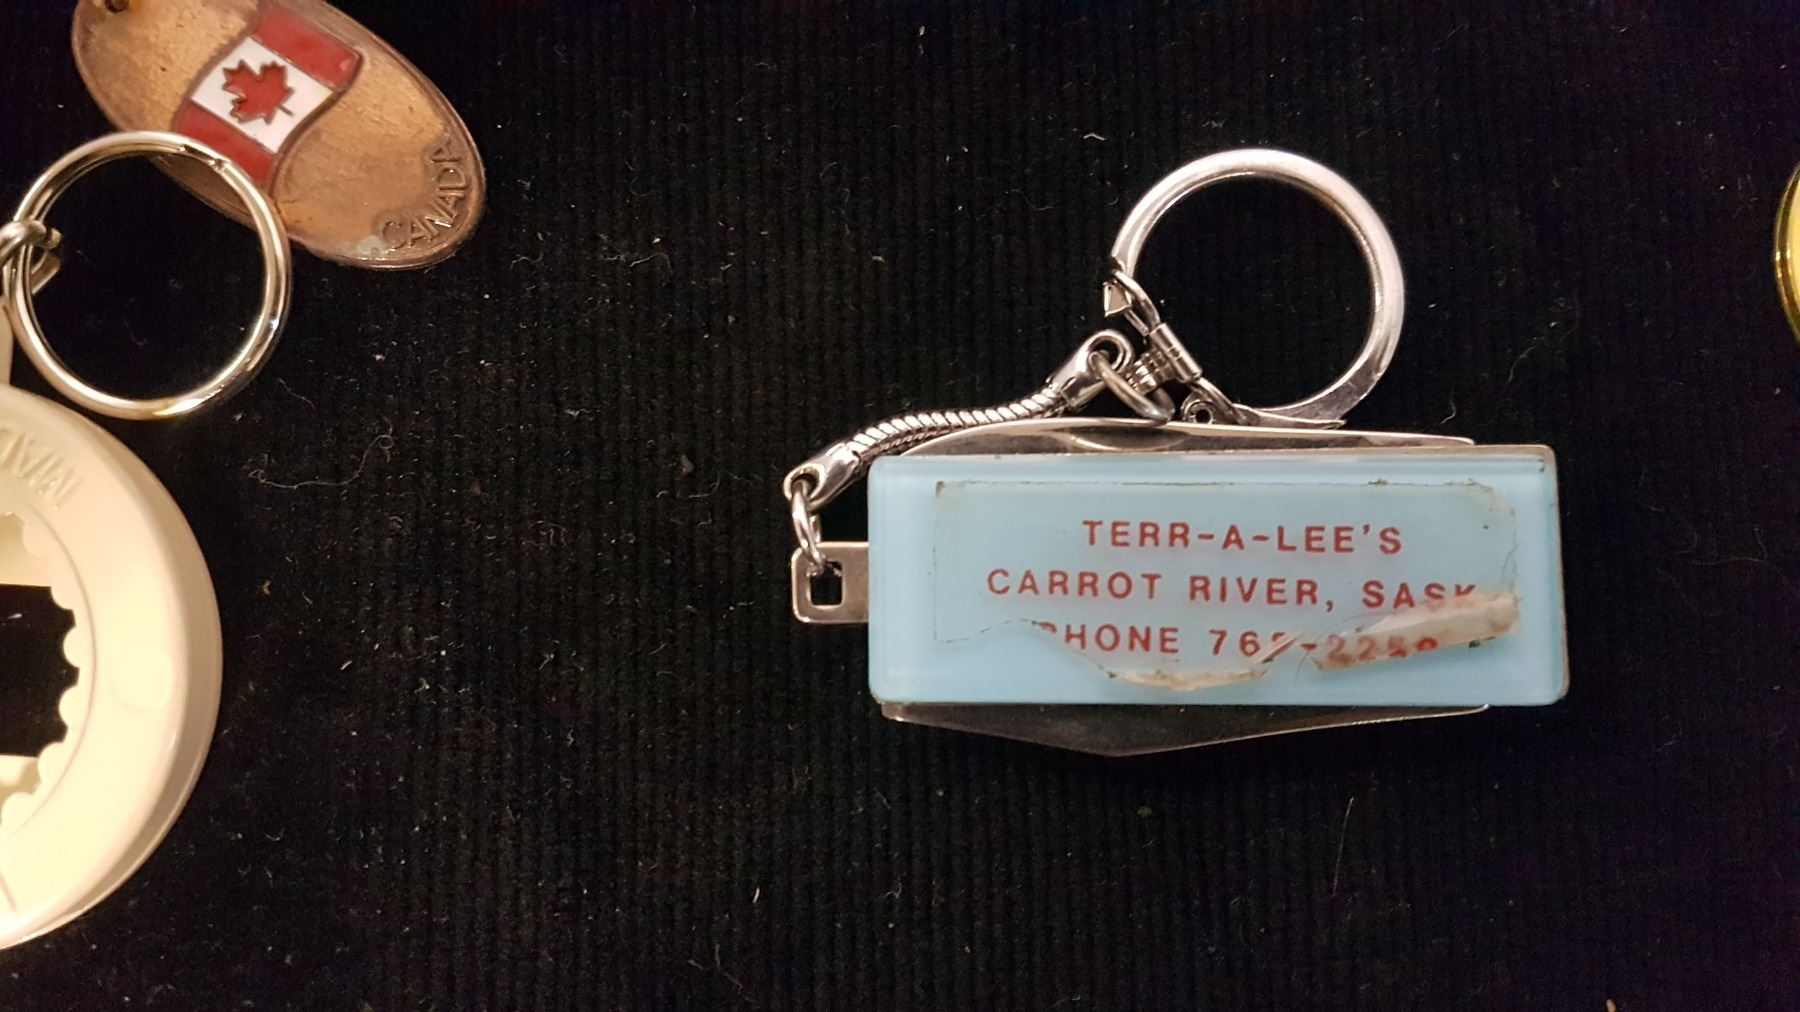 CANADA
TERR-A-LEE'S
CARROT RIVER, SASK
PHONE